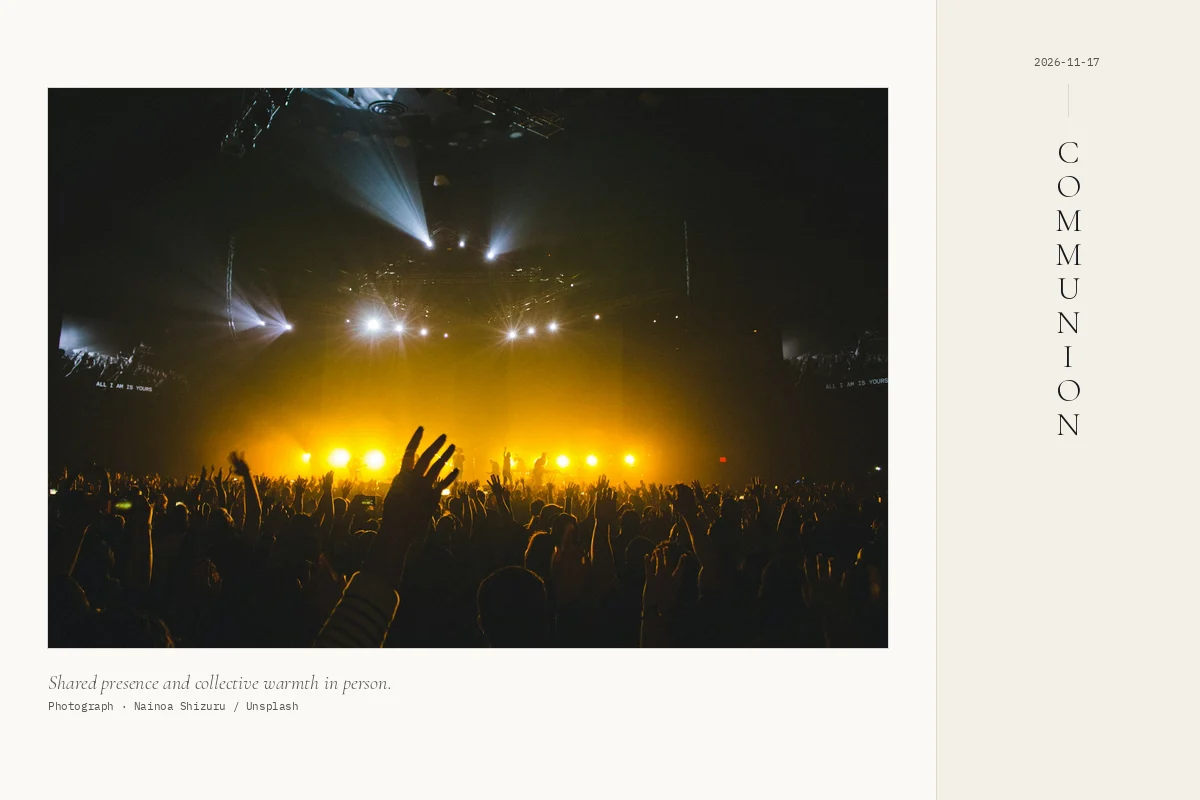 2026-11-17
COMMUNION
ALL I AM IS YOURS
ALL I AM IS YOURS
Shared presence and collective warmth in person.
Photograph · Nainoa Shizuru / Unsplash